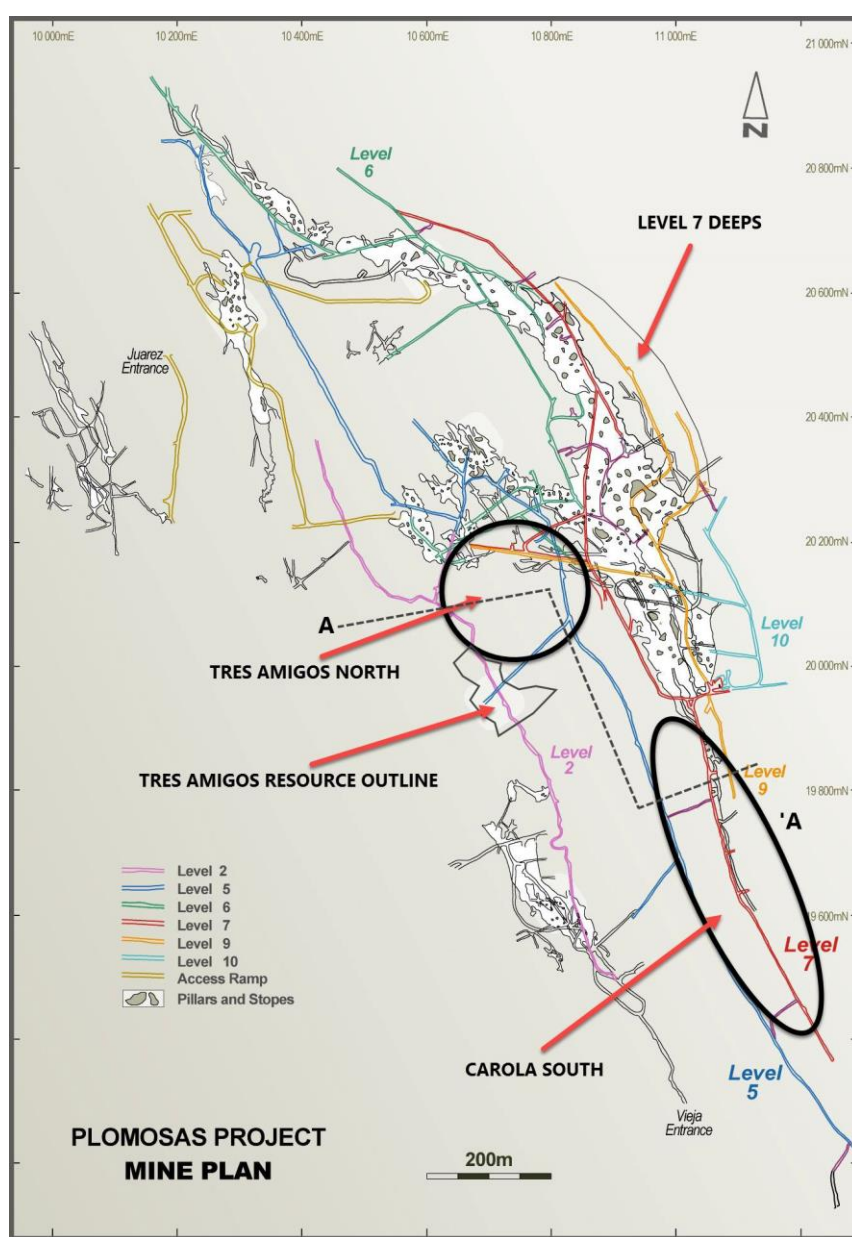 10 000mE
10 200mE
10 400mE
10 600mE
10 800mE
11 000mE
21 000mN
N
Level
6
20 800mN
LEVEL 7 DEEPS
20 600mN
Juarez
Entrance
20 400mN
20 200mN
A
Level
10
TRES AMIGOS NORTH
20 000mN
Level
2
Level
9
TRES AMIGOS RESOURCE OUTLINE
19 800mN
'A
Level 2
Level 5
Level 6
Level 7
Level 9
Level 10
Access Ramp
Pillars and Stopes
19 600mN
Level
7
CAROLA SOUTH
Level
5
Vieja
Entrance
PLOMOSAS PROJECT
MINE PLAN
200m